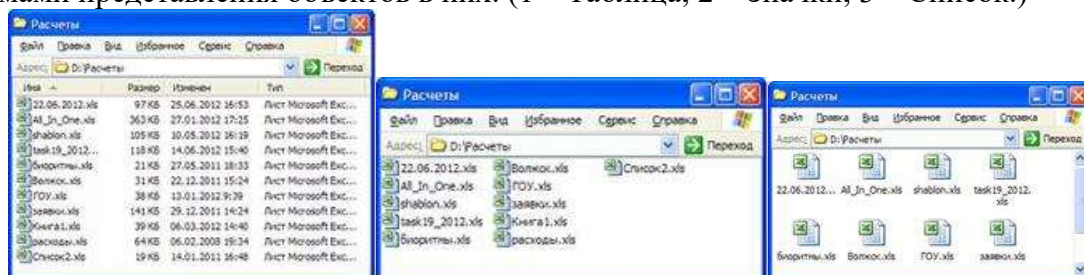 мами представления объектов в них. (1 – Таблица; 2 – Значки; 3 – Список.)
Расчеты
Файл Правка Вид Избранное Сервис Справка
Адрес: D:\Расчеты Переход
Имя Размер Изменен Тип
22.06.2012.xls 97 КБ 25.06.2012 16:53 Лист Microsoft Exc...
All_In_One.xls 363 КБ 27.01.2012 17:25 Лист Microsoft Exc...
shablon.xls 105 КБ 10.05.2012 16:19 Лист Microsoft Exc...
task19_2012.... 118 КБ 14.06.2012 15:40 Лист Microsoft Exc...
биоритмы.xls 21 КБ 27.05.2011 18:33 Лист Microsoft Exc...
Волжок.xls 31 КБ 22.12.2011 15:24 Лист Microsoft Exc...
ГОУ.xls 38 КБ 13.01.2012 9:39 Лист Microsoft Exc...
заявки.xls 141 КБ 29.12.2011 14:24 Лист Microsoft Exc...
Книга1.xls 39 КБ 06.03.2012 14:40 Лист Microsoft Exc...
расходы.xls 64 КБ 06.02.2008 19:34 Лист Microsoft Exc...
Список2.xls 19 КБ 14.01.2011 16:48 Лист Microsoft Exc...
Расчеты
Файл Правка Вид Избранное Сервис Справка
Адрес: D:\Расчеты Переход
22.06.2012.xls Волжок.xls Список2.xls
All_In_One.xls ГОУ.xls
shablon.xls заявки.xls
task19_2012.xls Книга1.xls
биоритмы.xls расходы.xls
Расчеты
Файл Правка Вид Избранное Сервис Справка
Адрес: D:\Расчеты Переход
22.06.2012... All_In_One.xls shablon.xls task19_2012.
xls
биоритмы.xls Волжок.xls ГОУ.xls заявки.xls